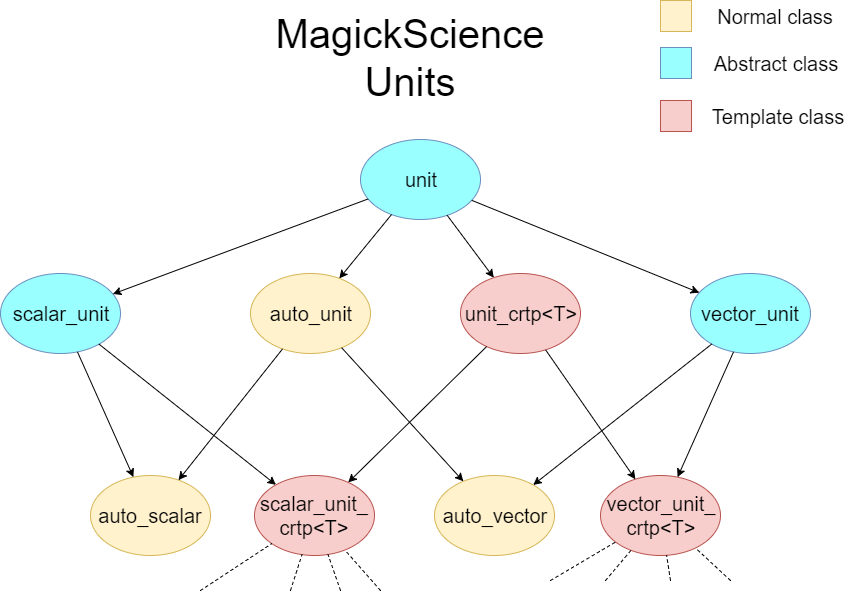 MagickScience
Units
Normal class
Abstract class
Template class
unit
scalar_unit
auto_unit
unit_crtp<T>
vector_unit
auto_scalar
scalar_unit_
crtp<T>
auto_vector
vector_unit_
crtp<T>